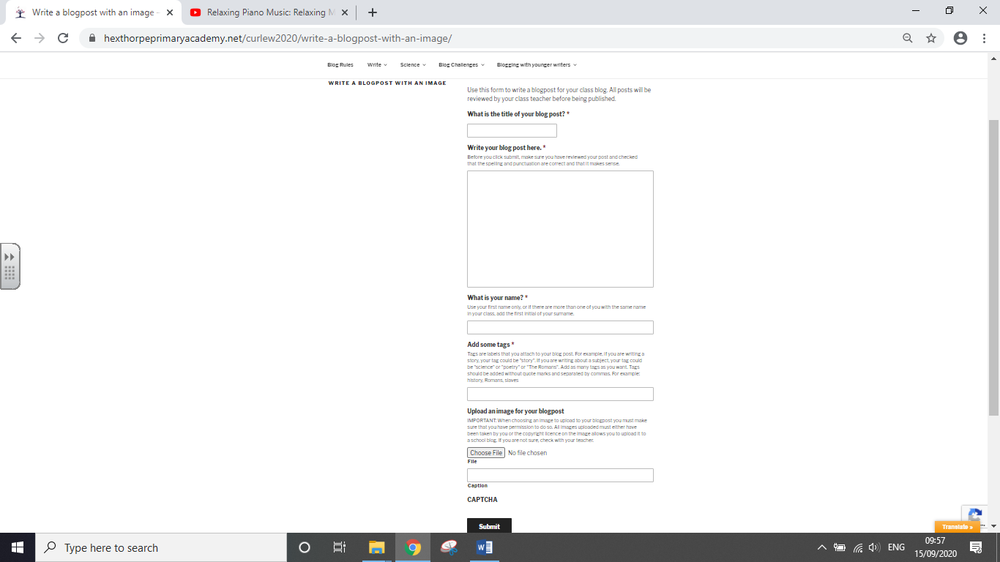 Write a blogpost with an image -
Relaxing Piano Music: Relaxing M
hexthorpeprimaryacademy.net/curlew2020/write-a-blogpost-with-an-image/
Blog Rules Write Science Blog Challenges Blogging with younger writers
WRITE A BLOGPOST WITH AN IMAGE
Use this form to write a blogpost for your class blog. All posts will be
reviewed by your class teacher before being published.
What is the title of your blog post? *
Write your blog post here. *
Before you click submit, make sure you have reviewed your post and checked
that the spelling and punctuation are correct and that it makes sense.
What is your name? *
Use your first name only, or if there are more than one of you with the same name
in your class, add the first initial of your surname.
Add some tags *
Tags are labels that you attach to your blog post. For example, if you are writing a
story, your tag could be "story". If you are writing about a subject, your tag could
be "science" or "poetry" or "The Romans". Add as many tags as you want. Tags
should be added without quote marks and separated by commas. For example:
history, Romans, slaves
Upload an image for your blogpost
IMPORTANT: When choosing an image to upload to your blogpost you must make
sure that you have permission to do so. All images uploaded must either have
been taken by you or the copyright licence on the image allows you to upload it to
a school blog. If you are not sure, check with your teacher.
Choose File No file chosen
File
Caption
CAPTCHA
Submit
Translate »
Type here to search
ENG
09:57
15/09/2020